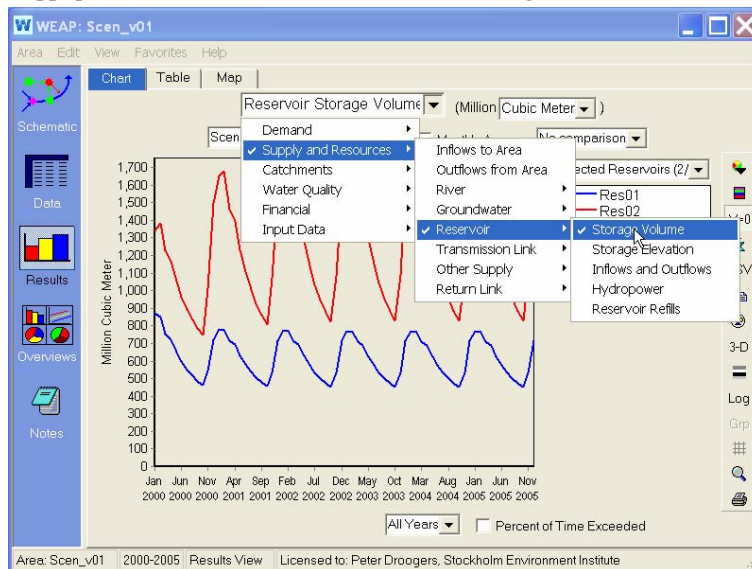 WEAP: Scen_v01
Area Edit View Favorites Help
Chart Table Map
Reservoir Storage Volume (Million Cubic Meter )
Scen No comparison
Schematic
Data
Results
Overviews
Notes
Demand
Supply and Resources
Catchments
Water Quality
Financial
Input Data
Inflows to Area
Outflows from Area
River
Groundwater
Reservoir
Transmission Link
Other Supply
Return Link
Storage Volume
Storage Elevation
Inflows and Outflows
Hydropower
Reservoir Refills
ected Reservoirs (2/
Res01
Res02
3-D
Log
Grp
Million Cubic Meter
1,700
1,600
1,500
1,400
1,300
1,200
1,100
1,000
900
800
700
600
500
400
300
200
100
0
Jan Jun Nov Apr Sep Feb Jul Dec May Oct Mar Aug Jan Jun Nov
2000 2000 2000 2001 2001 2002 2002 2002 2003 2003 2004 2004 2005 2005 2005
All Years Percent of Time Exceeded
Area: Scen_v01 2000-2005 Results View Licensed to: Peter Droogers, Stockholm Environment Institute